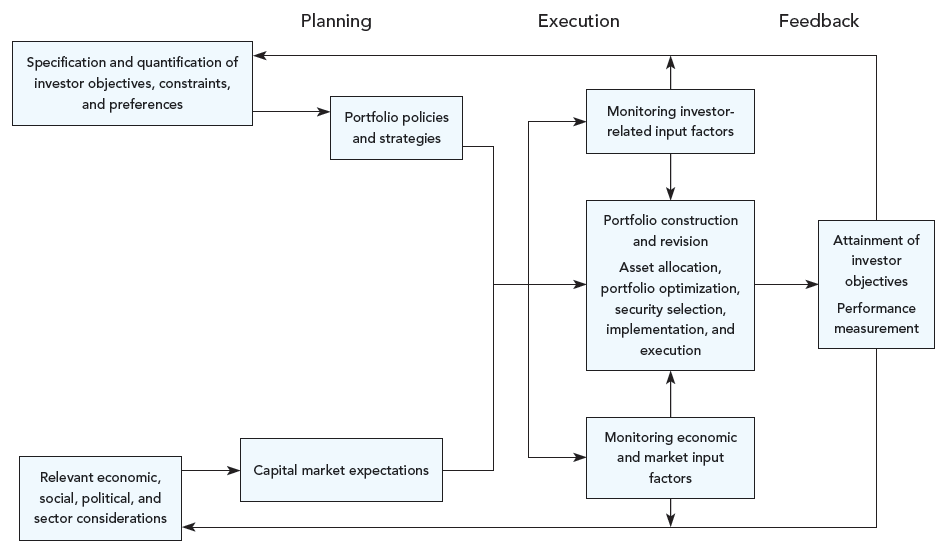 Planning
Execution
Feedback
Specification and quantification of
investor objectives, constraints,
and preferences
Portfolio policies
and strategies
Monitoring investor-
related input factors
Portfolio construction
and revision
Asset allocation,
portfolio optimization,
security selection,
implementation, and
execution
Attainment of
investor
objectives
Performance
measurement
Monitoring economic
and market input
factors
Capital market expectations
Relevant economic,
social, political, and
sector considerations